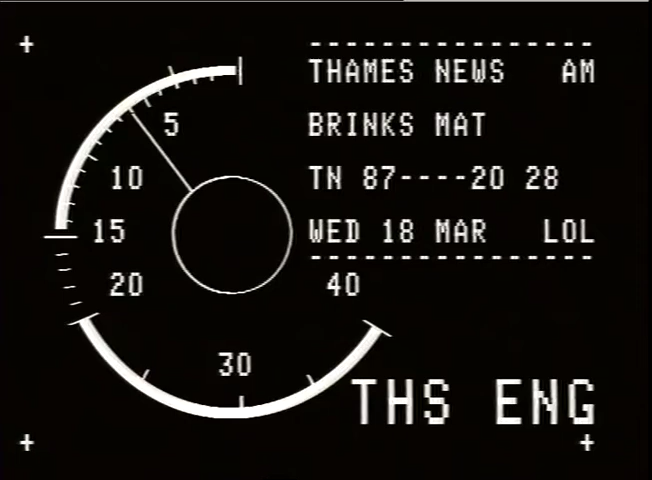 THAMES NEWS AM
BRINKS MAT
TN 87----20 28
WED 18 MAR LOL
5
10
15
20
30
40
THS ENG